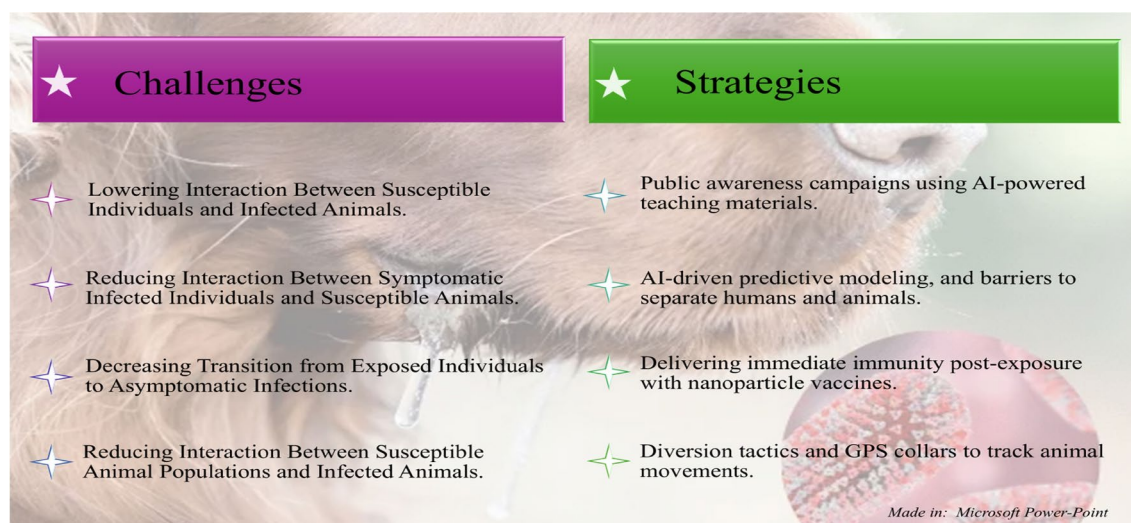 Challenges
Lowering Interaction Between Susceptible
Individuals and Infected Animals.
Reducing Interaction Between Symptomatic
Infected Individuals and Susceptible Animals.
Decreasing Transition from Exposed Individuals
to Asymptomatic Infections.
Reducing Interaction Between Susceptible
Animal Populations and Infected Animals.
Strategies
Public awareness campaigns using AI-powered
teaching materials.
AI-driven predictive modeling, and barriers to
separate humans and animals.
Delivering immediate immunity post-exposure
with nanoparticle vaccines.
Diversion tactics and GPS collars to track animal
movements.
Made in: Microsoft Power-Point